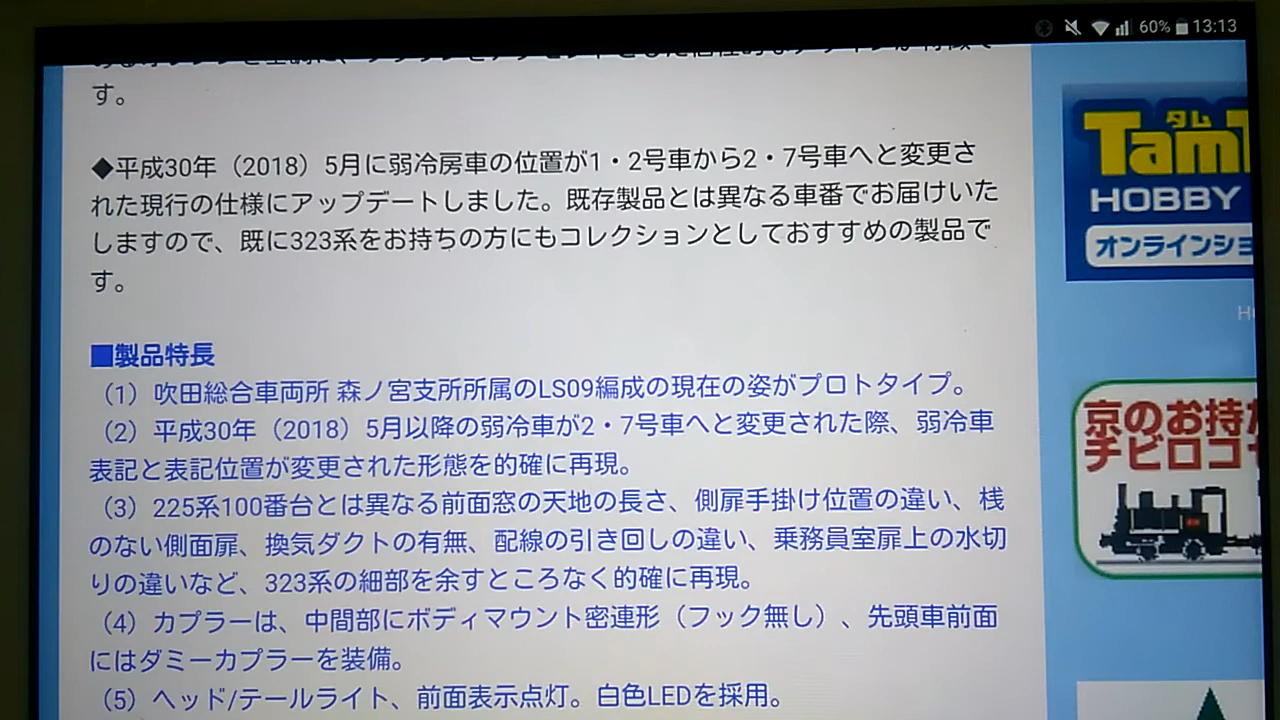 60% 13:13
す。
◆平成30年（2018）5月に弱冷房車の位置が1・2号車から2・7号車へと変更さ
れた現行の仕様にアップデートしました。既存製品とは異なる車番でお届けいた
しますので、既に323系をお持ちの方にもコレクションとしておすすめの製品で
す。
■製品特長
（1）吹田総合車両所 森ノ宮支所所属のLS09編成の現在の姿がプロトタイプ。
（2）平成30年（2018）5月以降の弱冷車が2・7号車へと変更された際、弱冷車
表記と表記位置が変更された形態を的確に再現。
（3）225系100番台とは異なる前面窓の天地の長さ、側扉手掛け位置の違い、桟
のない側面扉、換気ダクトの有無、配線の引き回しの違い、乗務員室扉上の水切
りの違いなど、323系の細部を余すところなく的確に再現。
（4）カプラーは、中間部にボディマウント密連形（フック無し）、先頭車前面
にはダミーカプラーを装備。
（5）ヘッド/テールライト、前面表示点灯。白色LEDを採用。
タム
Tam
HOBBY
オンラインショ
京のお持
チビロコ